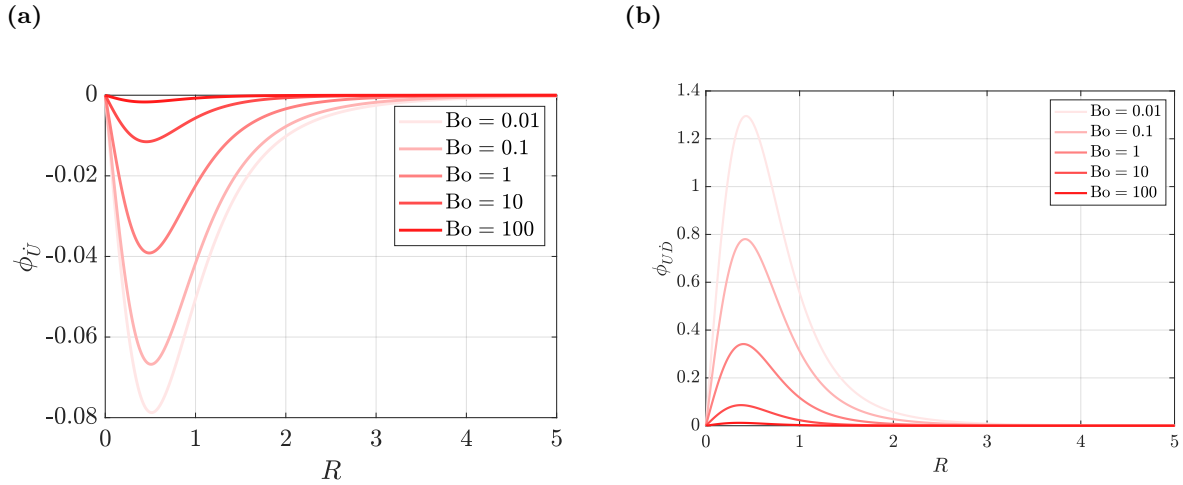 (a)
0
-0.02
-0.04
-0.06
-0.08
0 1 2 3 4 5
R
ϕ_U̇
Bo = 0.01
Bo = 0.1
Bo = 1
Bo = 10
Bo = 100
(b)
1.4
1.2
1
0.8
0.6
0.4
0.2
0
0 1 2 3 4 5
R
ϕ_UḊ
Bo = 0.01
Bo = 0.1
Bo = 1
Bo = 10
Bo = 100